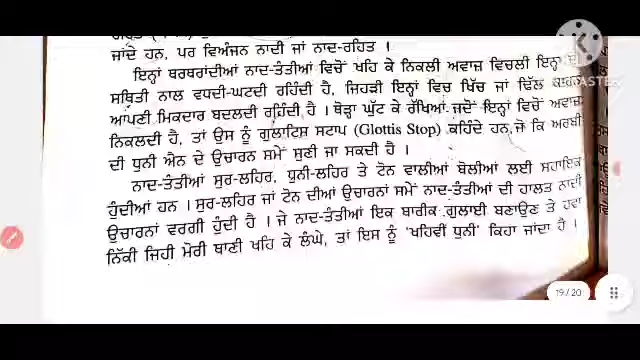 ਜਾਂਦੇ ਹਨ, ਪਰ ਵਿਅੰਜਨ ਨਾਦੀ ਜਾਂ ਨਾਦ-ਰਹਿਤ ।
ਇਨ੍ਹਾਂ ਬਰਬਰਾਂਦੀਆਂ ਨਾਦ-ਤੰਤੀਆਂ ਵਿਚੋਂ ਖਹਿ ਕੇ ਨਿਕਲੀ ਅਵਾਜ਼ ਵਿਚਲੀ ਇਨ੍ਹਾਂ ਦੀ
ਸਥਿਤੀ ਨਾਲ ਵਧਦੀ-ਘਟਦੀ ਰਹਿੰਦੀ ਹੈ, ਜਿਹੜੀ ਇਨ੍ਹਾਂ ਵਿਚ ਖਿੱਚ ਜਾਂ ਢਿੱਲ ਕਾਰਨ
ਆਪਣੀ ਮਿਕਦਾਰ ਬਦਲਦੀ ਰਹਿੰਦੀ ਹੈ । ਥੋੜ੍ਹਾ ਘੁੱਟ ਕੇ ਰੱਖਿਆਂ ਜਦੋਂ ਇਨ੍ਹਾਂ ਵਿਚੋਂ ਅਵਾਜ਼
ਨਿਕਲਦੀ ਹੈ, ਤਾਂ ਉਸ ਨੂੰ ਗੁਲਾਟਿਸ਼ ਸਟਾਪ (Glottis Stop) ਕਹਿੰਦੇ ਹਨ, ਜੋ ਕਿ ਅਰਬੀ
ਦੀ ਧੁਨੀ ਐਨ ਦੇ ਉਚਾਰਨ ਸਮੇਂ ਸੁਣੀ ਜਾ ਸਕਦੀ ਹੈ ।
ਨਾਦ-ਤੰਤੀਆਂ ਸੁਰ-ਲਹਿਰ, ਧੁਨੀ-ਲਹਿਰ ਤੇ ਟੋਨ ਵਾਲੀਆਂ ਬੋਲੀਆਂ ਲਈ ਸਹਾਇਕ
ਹੁੰਦੀਆਂ ਹਨ । ਸੁਰ-ਲਹਿਰ ਜਾਂ ਟੋਨ ਦੀਆਂ ਉਚਾਰਨਾਂ ਸਮੇਂ ਨਾਦ-ਤੰਤੀਆਂ ਦੀ ਹਾਲਤ ਨਾਦੀ
ਉਚਾਰਨਾਂ ਵਰਗੀ ਹੁੰਦੀ ਹੈ । ਜੇ ਨਾਦ-ਤੰਤੀਆਂ ਇਕ ਬਾਰੀਕ ਗੁਲਾਈ ਬਣਾਉਣ ਤੇ ਹਵਾ
ਨਿੱਕੀ ਜਿਹੀ ਮੋਰੀ ਥਾਣੀ ਖਹਿ ਕੇ ਲੰਘੇ, ਤਾਂ ਇਸ ਨੂੰ 'ਖਹਿਵੀਂ ਧੁਨੀ' ਕਿਹਾ ਜਾਂਦਾ ਹੈ ।
19/20